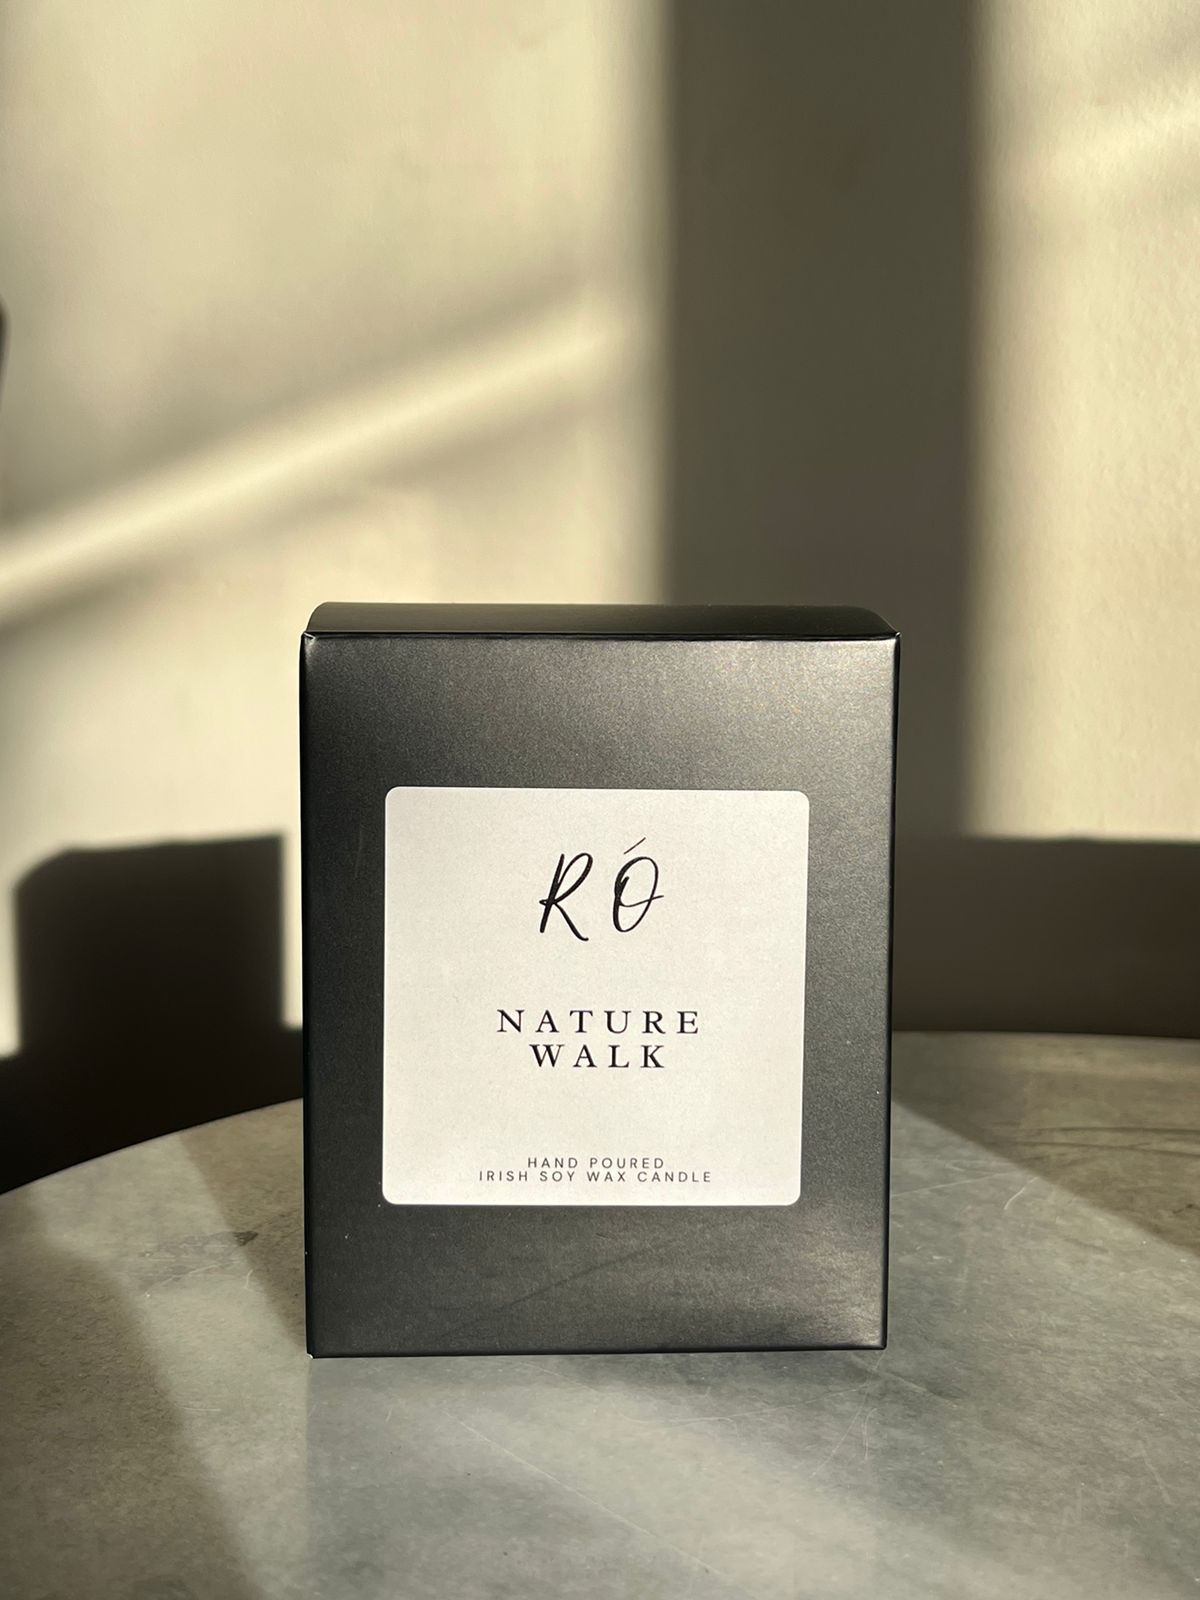 RÓ
NATURE
WALK
HAND POURED
IRISH SOY WAX CANDLE